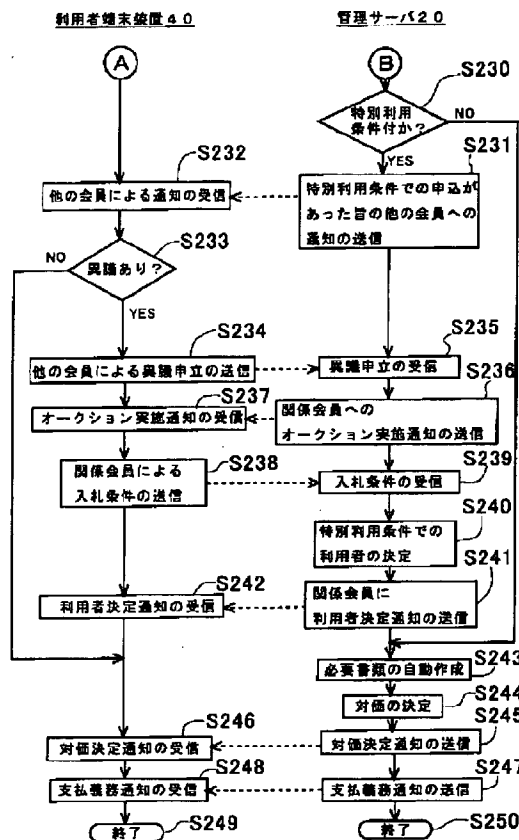 利用者端末装置40
管理サーバ20
A
B
S230
特別利用
条件付か?
NO
YES
S231
特別利用条件での申込が
あった旨の他の会員への
通知の送信
S232
他の会員による通知の受信
S233
NO
異議あり?
YES
S234
他の会員による異議申立の送信
S235
異議申立の受信
S236
関係会員への
オークション実施通知の送信
S237
オークション実施通知の受信
S238
関係会員による
入札条件の送信
S239
入札条件の受信
S240
特別利用条件での
利用者の決定
S241
関係会員に
利用者決定通知の送信
S242
利用者決定通知の受信
S243
必要書類の自動作成
S244
対価の決定
S245
対価決定通知の送信
S246
対価決定通知の受信
S247
支払義務通知の送信
S248
支払義務通知の受信
終了
S249
終了
S250